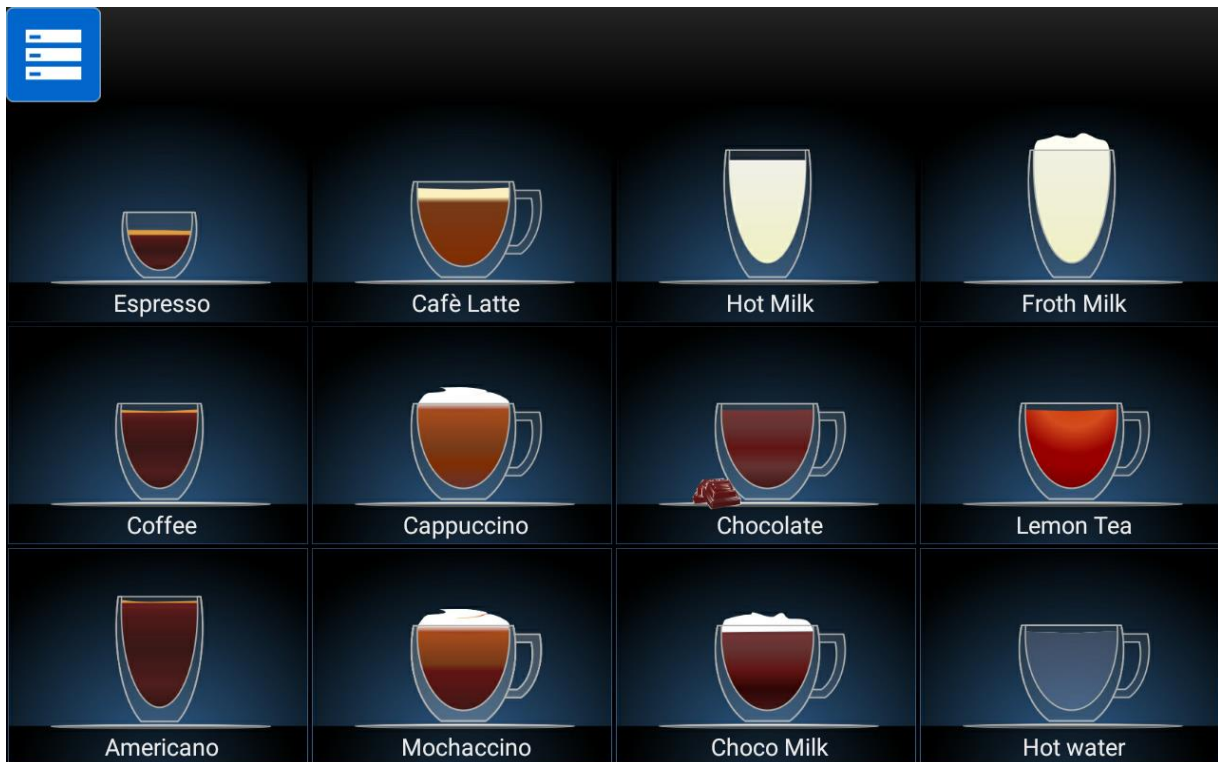 Espresso
Cafè Latte
Hot Milk
Froth Milk
Coffee
Cappuccino
Chocolate
Lemon Tea
Americano
Mochaccino
Choco Milk
Hot water